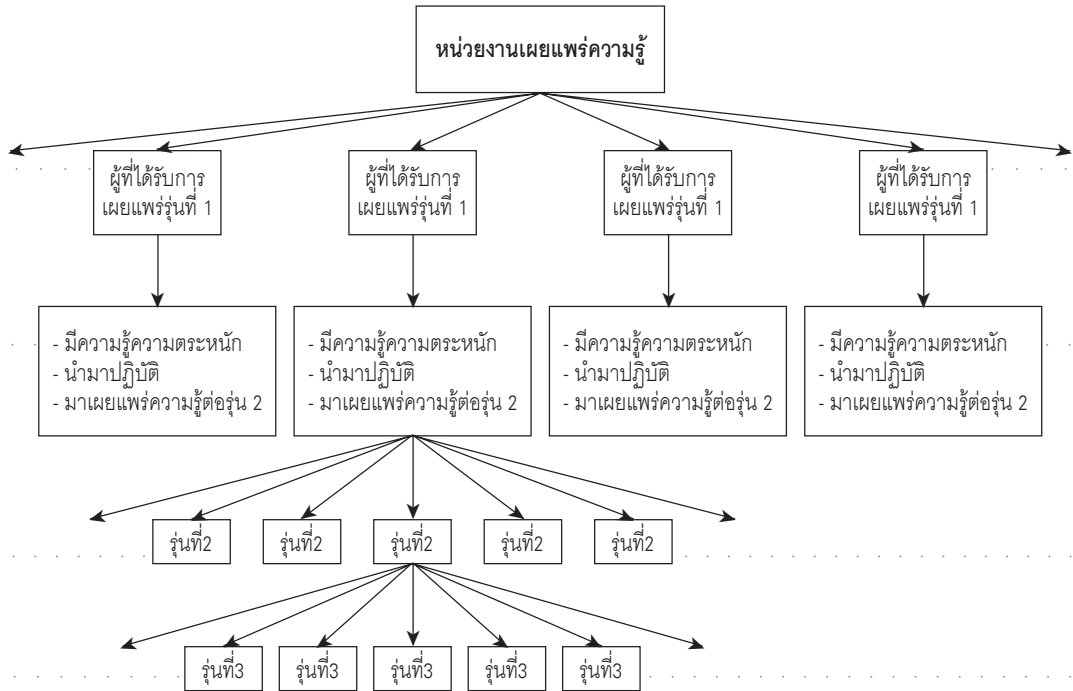 หน่วยงานเผยแพร่ความรู้
ผู้ที่ได้รับการ
เผยแพร่รุ่นที่ 1
ผู้ที่ได้รับการ
เผยแพร่รุ่นที่ 1
ผู้ที่ได้รับการ
เผยแพร่รุ่นที่ 1
ผู้ที่ได้รับการ
เผยแพร่รุ่นที่ 1
- มีความรู้ความตระหนัก
- นำมาปฏิบัติ
- มาเผยแพร่ความรู้ต่อรุ่น 2
- มีความรู้ความตระหนัก
- นำมาปฏิบัติ
- มาเผยแพร่ความรู้ต่อรุ่น 2
- มีความรู้ความตระหนัก
- นำมาปฏิบัติ
- มาเผยแพร่ความรู้ต่อรุ่น 2
- มีความรู้ความตระหนัก
- นำมาปฏิบัติ
- มาเผยแพร่ความรู้ต่อรุ่น 2
รุ่นที่2
รุ่นที่2
รุ่นที่2
รุ่นที่2
รุ่นที่2
รุ่นที่3
รุ่นที่3
รุ่นที่3
รุ่นที่3
รุ่นที่3